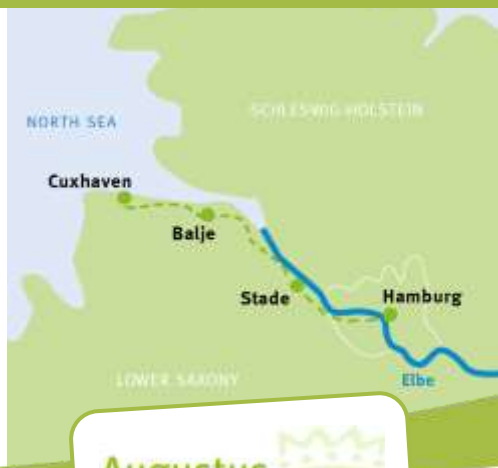 SCHLESWIG-HOLSTEIN
NORTH SEA
Cuxhaven
Balje
Stade
Hamburg
LOWER SAXONY
Elbe
Augustus